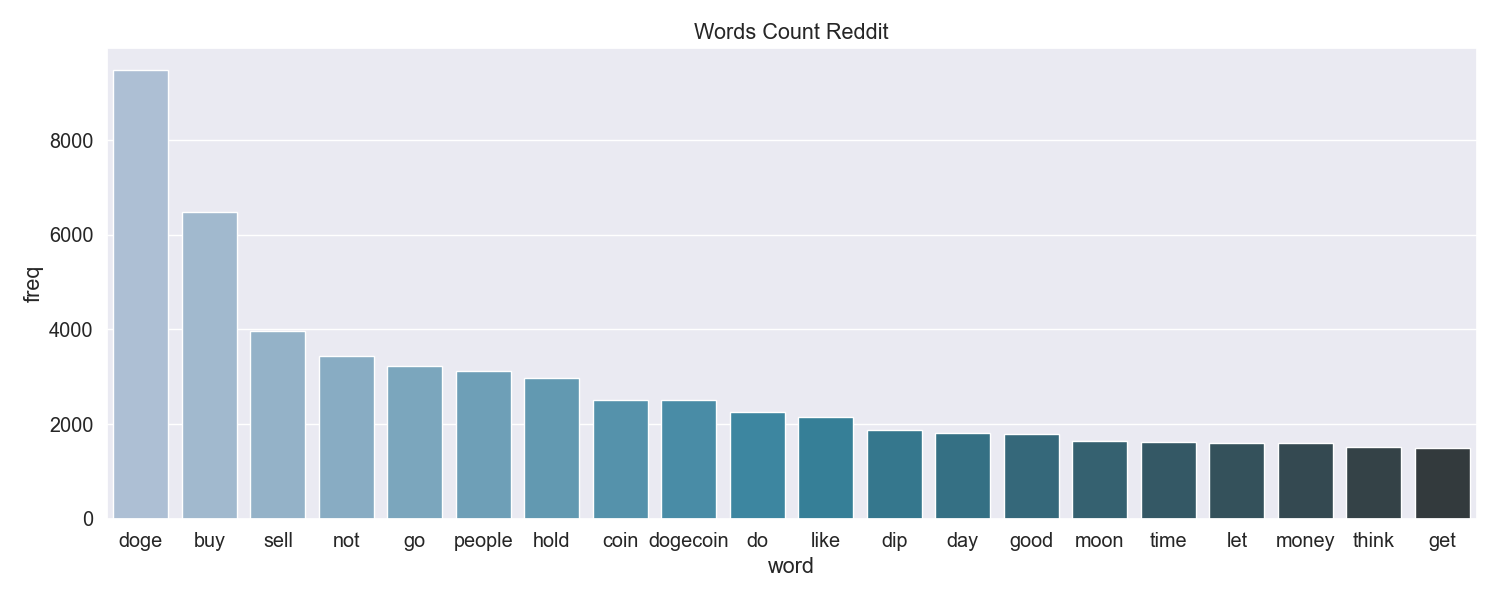 Words Count Reddit
8000
6000
4000
2000
0
freq
doge buy sell not go people hold coin dogecoin do like dip day good moon time let money think get
word